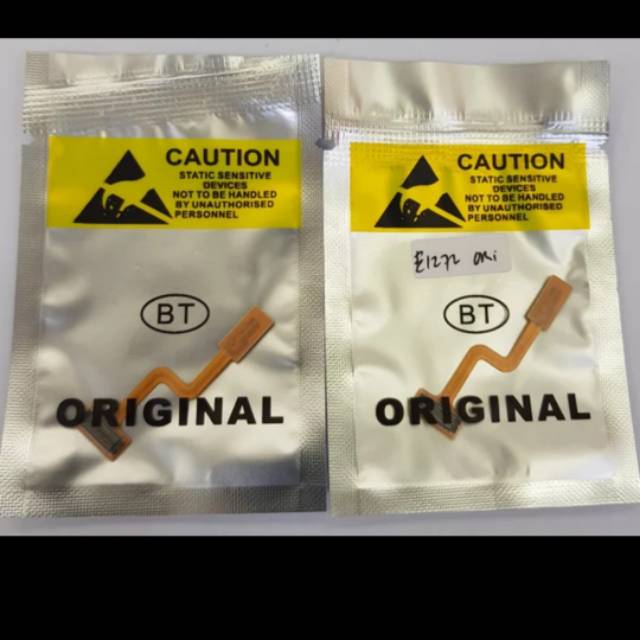 CAUTION
STATIC SENSITIVE
DEVICES
NOT TO BE HANDLED
BY UNAUTHORISED
PERSONNEL
BT
ORIGINAL
CAUTION
STATIC SENSITIVE
DEVICES
NOT TO BE HANDLED
BY UNAUTHORISED
PERSONNEL
E1272 ORi
BT
ORIGINAL